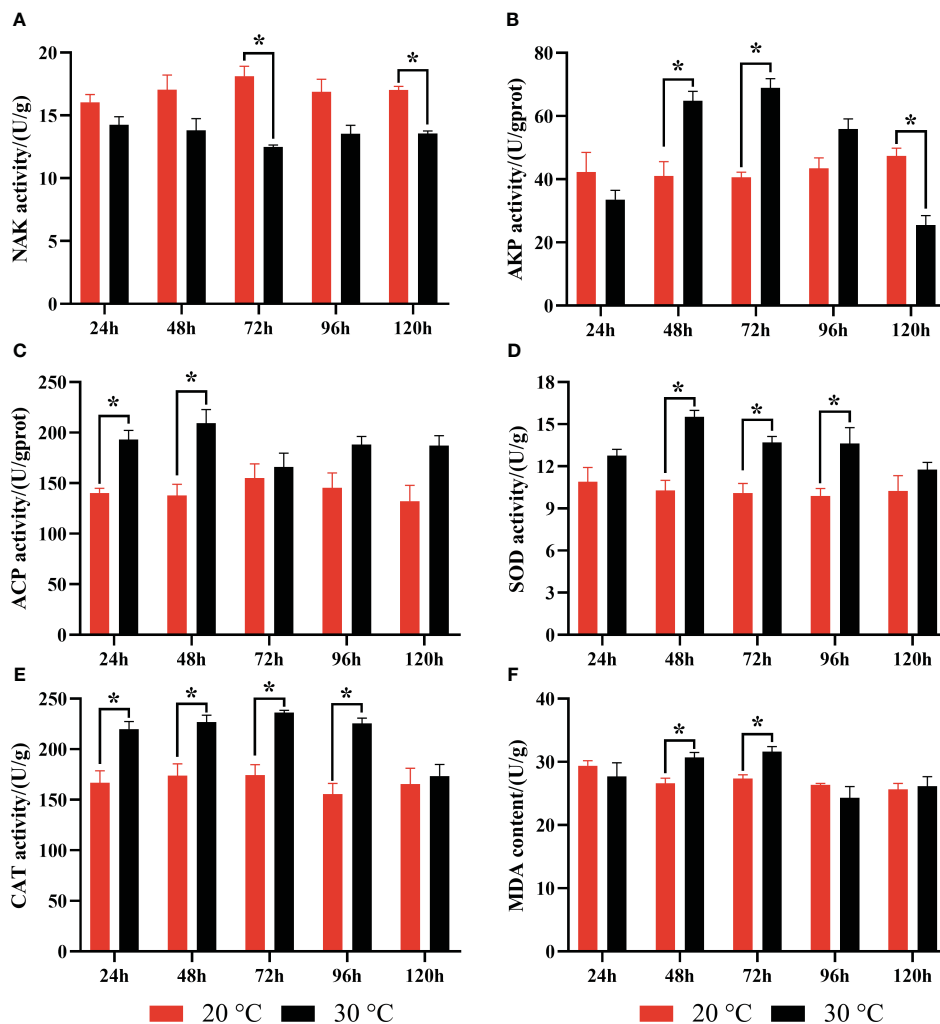 A
NAK activity/(U/g)
20
15
10
5
0
*
*
24h 48h 72h 96h 120h
B
AKP activity/(U/gprot)
80
60
40
20
0
*
*
*
24h 48h 72h 96h 120h
C
ACP activity/(U/gprot)
250
200
150
100
50
0
*
*
24h 48h 72h 96h 120h
D
SOD activity/(U/g)
18
15
12
9
6
3
0
*
*
*
24h 48h 72h 96h 120h
E
CAT activity/(U/g)
250
200
150
100
50
0
*
*
*
*
24h 48h 72h 96h 120h
F
MDA content/(U/g)
40
30
20
10
0
*
*
24h 48h 72h 96h 120h
20 °C 30 °C
20 °C 30 °C